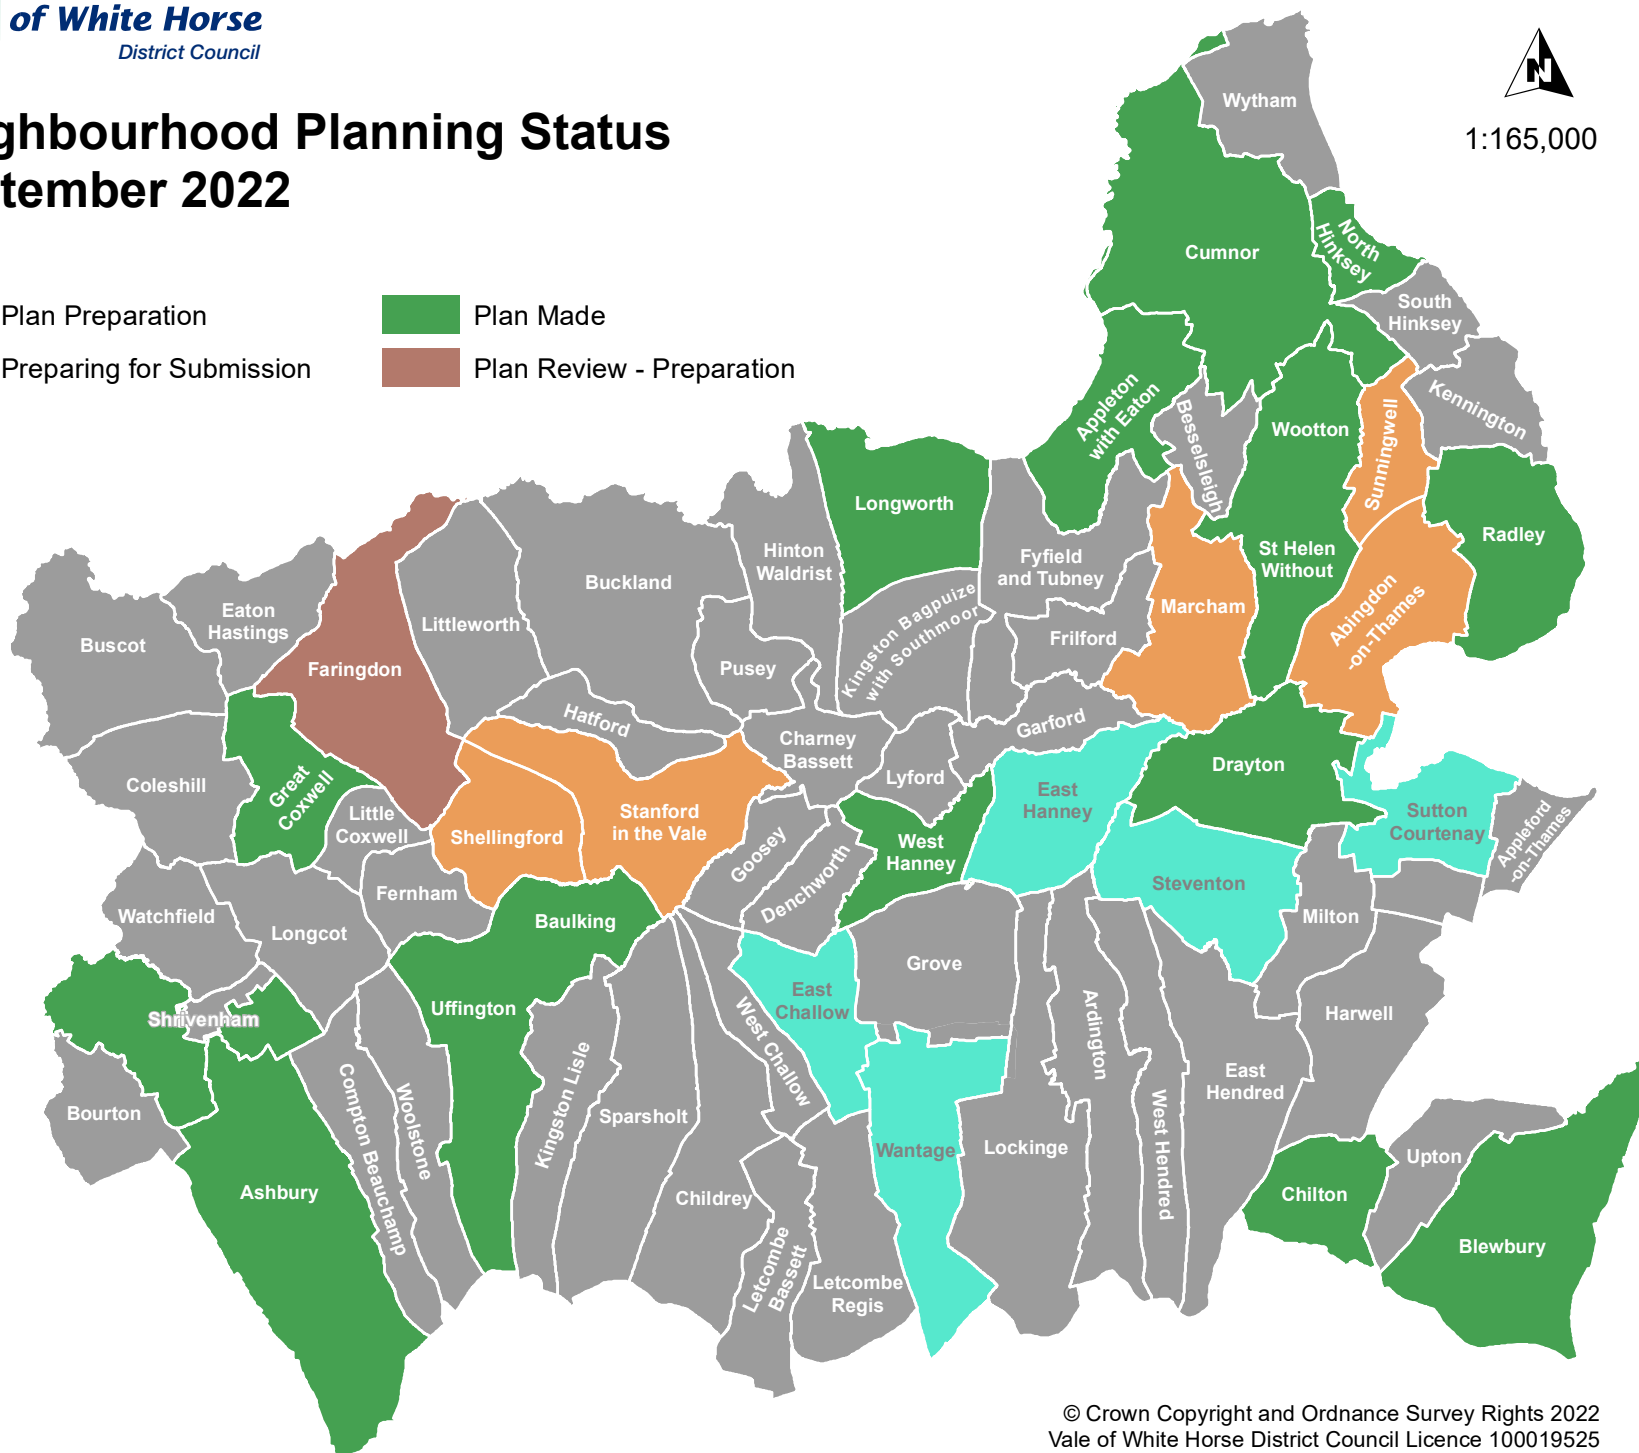 of White Horse
District Council
ghbourhood Planning Status
tember 2022
1:165,000
Plan Preparation
Plan Made
Preparing for Submission
Plan Review - Preparation
Wytham
Cumnor
North
Hinksey
South
Hinksey
Kennington
Appleton
with Eaton
Besselsleigh
Wootton
Sunningwell
Longworth
Radley
St Helen
Without
Hinton
Waldrist
Fyfield
and Tubney
Buckland
Marcham
Abingdon
-on-Thames
Eaton
Hastings
Littleworth
Kingston Bagpuize
with Southmoor
Frilford
Buscot
Faringdon
Pusey
Hatford
Garford
Charney
Bassett
Lyford
Drayton
Coleshill
Great
Coxwell
Little
Coxwell
East
Hanney
Sutton
Courtenay
Appleford
-on-Thames
Shellingford
Stanford
in the Vale
Goosey
West
Hanney
Denchworth
Steventon
Fernham
Watchfield
Longcot
Baulking
Milton
Grove
Uffington
East
Challow
Shrivenham
West Challow
Ardington
Harwell
Bourton
Compton Beauchamp
Woolstone
Kingston Lisle
Sparsholt
East
Hendred
West Hendred
Wantage
Lockinge
Upton
Ashbury
Childrey
Chilton
Letcombe
Bassett
Letcombe
Regis
Blewbury
© Crown Copyright and Ordnance Survey Rights 2022
Vale of White Horse District Council Licence 100019525